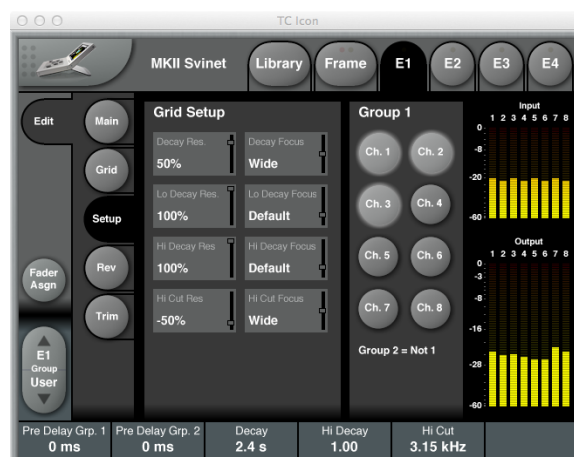 TC Icon
MKII Svinet
Library
Frame
E1
E2
E3
E4
Edit
Main
Grid
Setup
Rev
Trim
Fader
Asgn
E1
Group
User
Grid Setup
Decay Res.
50%
Decay Focus
Wide
Lo Decay Res.
100%
Lo Decay Focus
Default
Hi Decay Res
100%
Hi Decay Focus
Default
Hi Cut Res
-50%
Hi Cut Focus
Wide
Group 1
Ch. 1
Ch. 2
Ch. 3
Ch. 4
Ch. 5
Ch. 6
Ch. 7
Ch. 8
Group 2 = Not 1
Input
1 2 3 4 5 6 7 8
0
-8
-20
-60
Output
1 2 3 4 5 6 7 8
0
-3
-8
-16
-28
-60
Pre Delay Grp. 1
0 ms
Pre Delay Grp. 2
0 ms
Decay
2.4 s
Hi Decay
1.00
Hi Cut
3.15 kHz